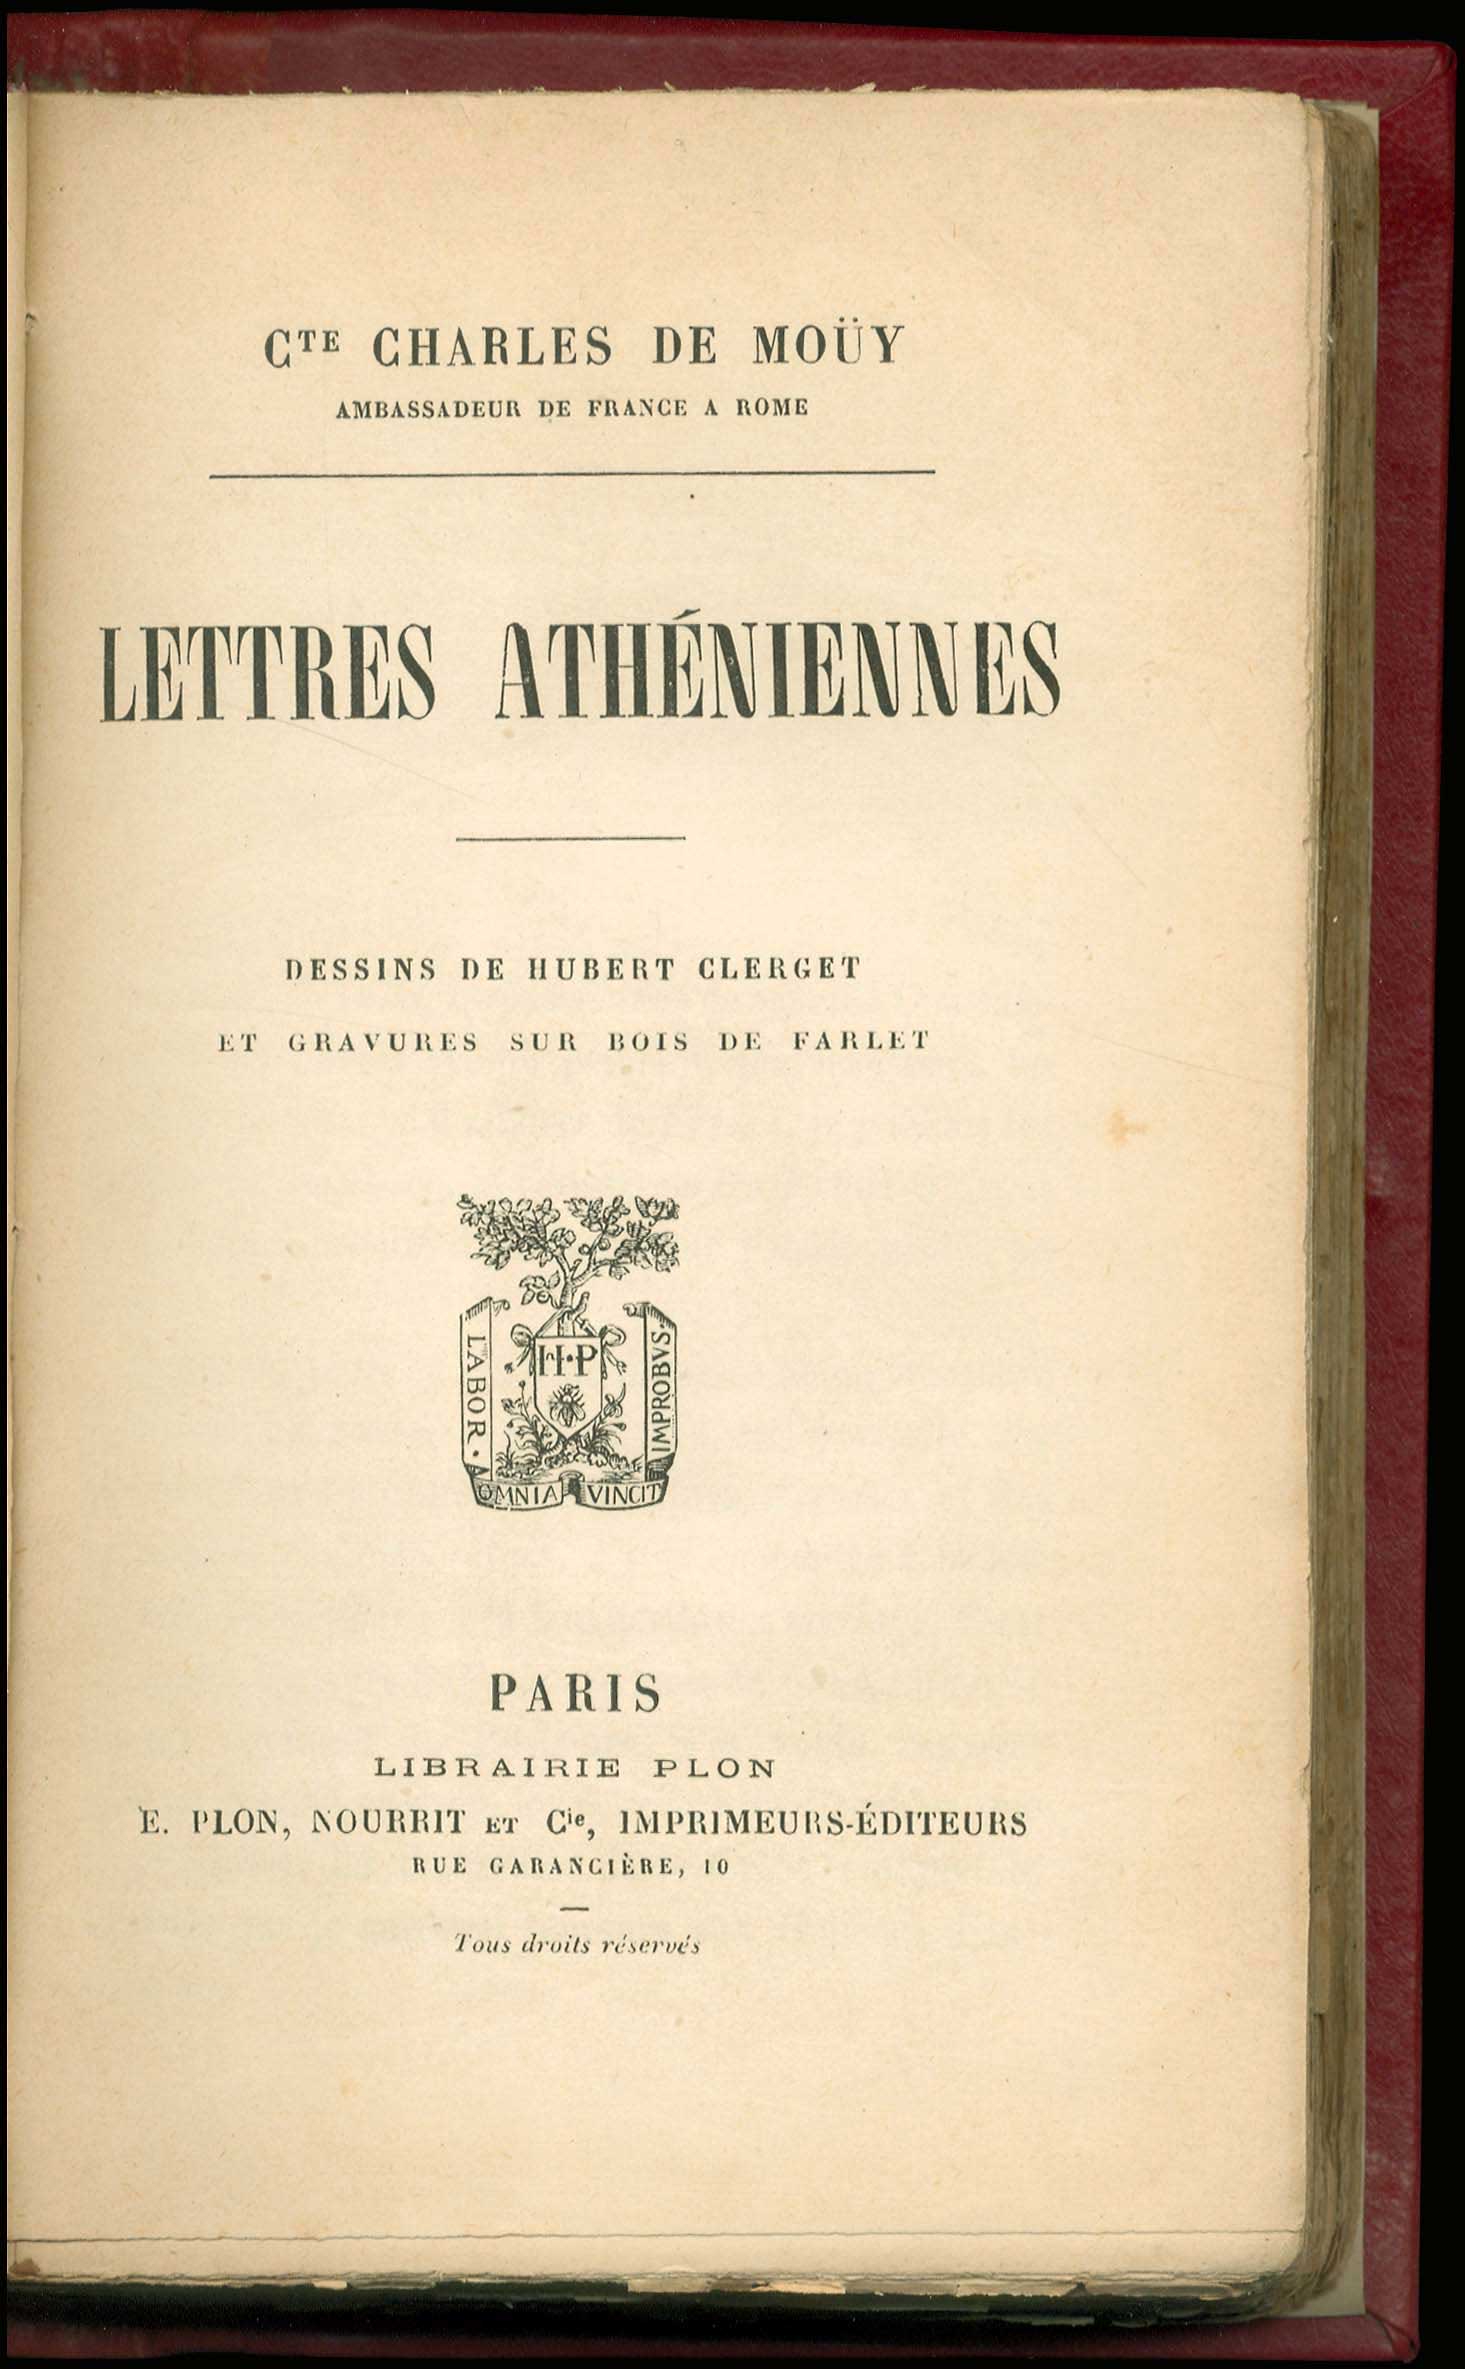 CTE CHARLES DE MOÜY
AMBASSADEUR DE FRANCE A ROME
LETTRES ATHÉNIENNES
DESSINS DE HUBERT CLERGET
ET GRAVURES SUR BOIS DE FARLET
H·P
LABOR·
IMPROBVS·
OMNIA VINCIT
PARIS
LIBRAIRIE PLON
E. PLON, NOURRIT ET Cie, IMPRIMEURS-ÉDITEURS
RUE GARANCIÈRE, 10
Tous droits réservés